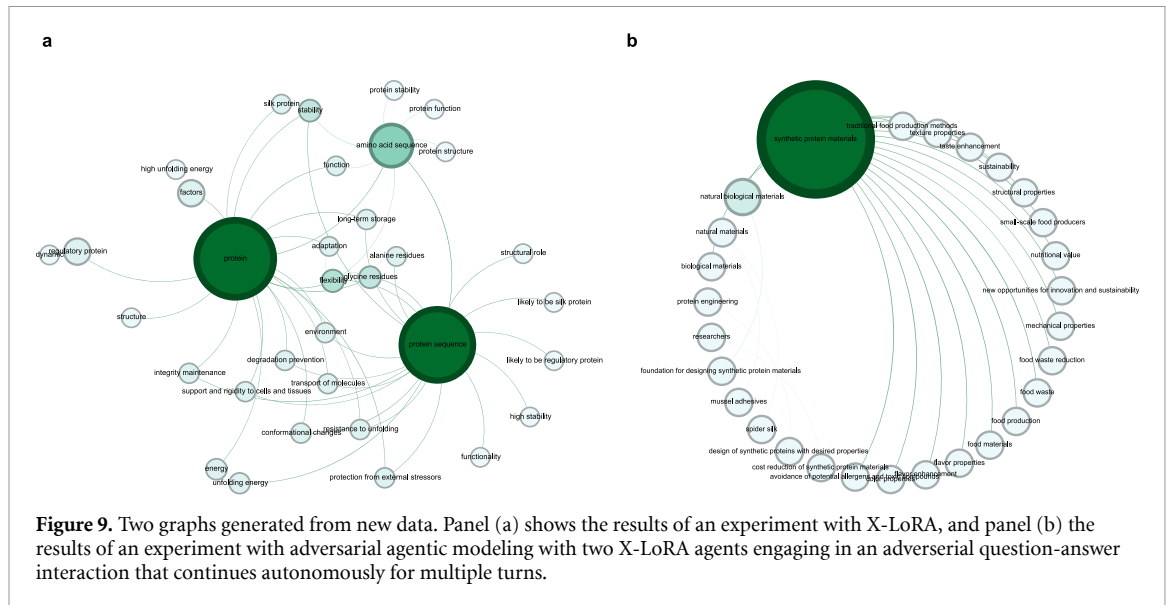 a
b
protein stability
silk protein
stability
protein function
amino acid sequence
protein structure
function
high unfolding energy
factors
long-term storage
adaptation
alanine residues
structural role
dynamic
regulatory protein
protein
flexibility
glycine residues
likely to be silk protein
structure
environment
protein sequence
degradation prevention
likely to be regulatory protein
integrity maintenance
transport of molecules
support and rigidity to cells and tissues
high stability
conformational changes
resistance to unfolding
functionality
energy
unfolding energy
protection from external stressors
synthetic protein materials
traditional food production methods
texture properties
taste enhancement
sustainability
structural properties
small-scale food producers
nutritional value
new opportunities for innovation and sustainability
mechanical properties
food waste reduction
food waste
food production
food materials
flavor properties
flavor enhancement
natural biological materials
natural materials
biological materials
protein engineering
researchers
foundation for designing synthetic protein materials
mussel adhesives
spider silk
design of synthetic proteins with desired properties
cost reduction of synthetic protein materials
avoidance of potential allergens and toxic compounds
Figure 9. Two graphs generated from new data. Panel (a) shows the results of an experiment with X-LoRA, and panel (b) the
results of an experiment with adversarial agentic modeling with two X-LoRA agents engaging in an adverserial question-answer
interaction that continues autonomously for multiple turns.